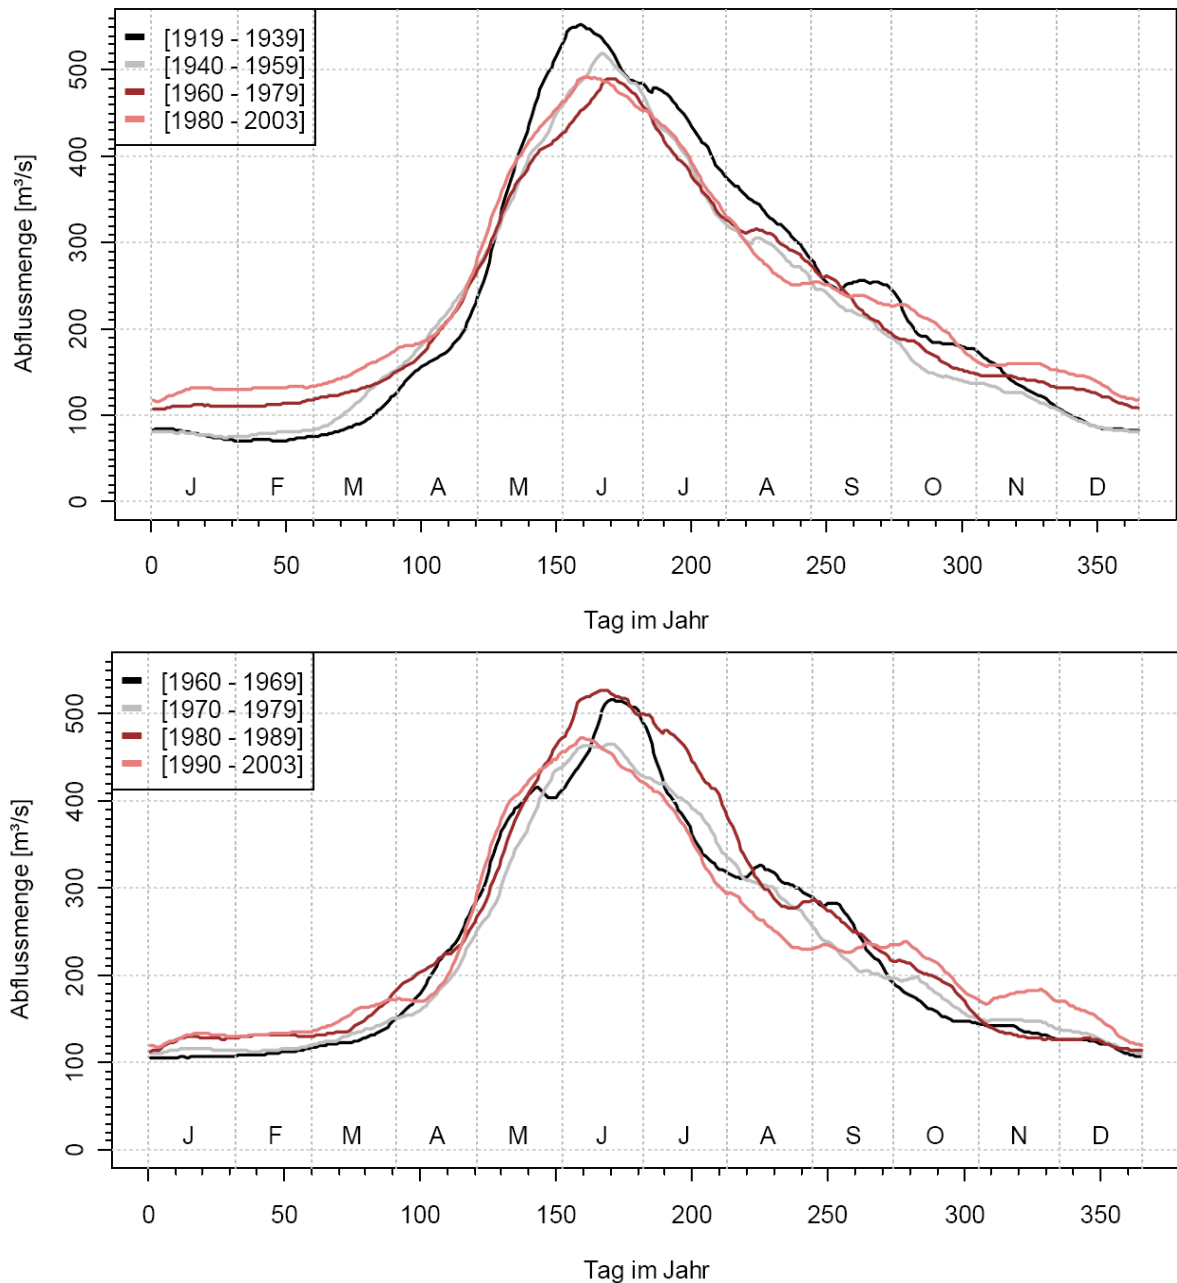 [1919 - 1939]
[1940 - 1959]
[1960 - 1979]
[1980 - 2003]
Abflussmenge [m³/s]
500
400
300
200
100
0
J F M A M J J A S O N D
0 50 100 150 200 250 300 350
Tag im Jahr
[1960 - 1969]
[1970 - 1979]
[1980 - 1989]
[1990 - 2003]
Abflussmenge [m³/s]
500
400
300
200
100
0
J F M A M J J A S O N D
0 50 100 150 200 250 300 350
Tag im Jahr